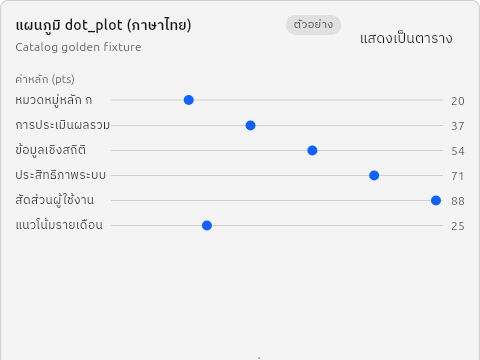 แผนภูมิ dot_plot (ภาษาไทย)
ตัวอย่าง
แสดงเป็นตาราง
Catalog golden fixture
ค่าหลัก (pts)
หมวดหมู่หลัก ก 20
การประเมินผลรวม 37
ข้อมูลเชิงสถิติ 54
ประสิทธิภาพระบบ 71
สัดส่วนผู้ใช้งาน 88
แนวโน้มรายเดือน 25